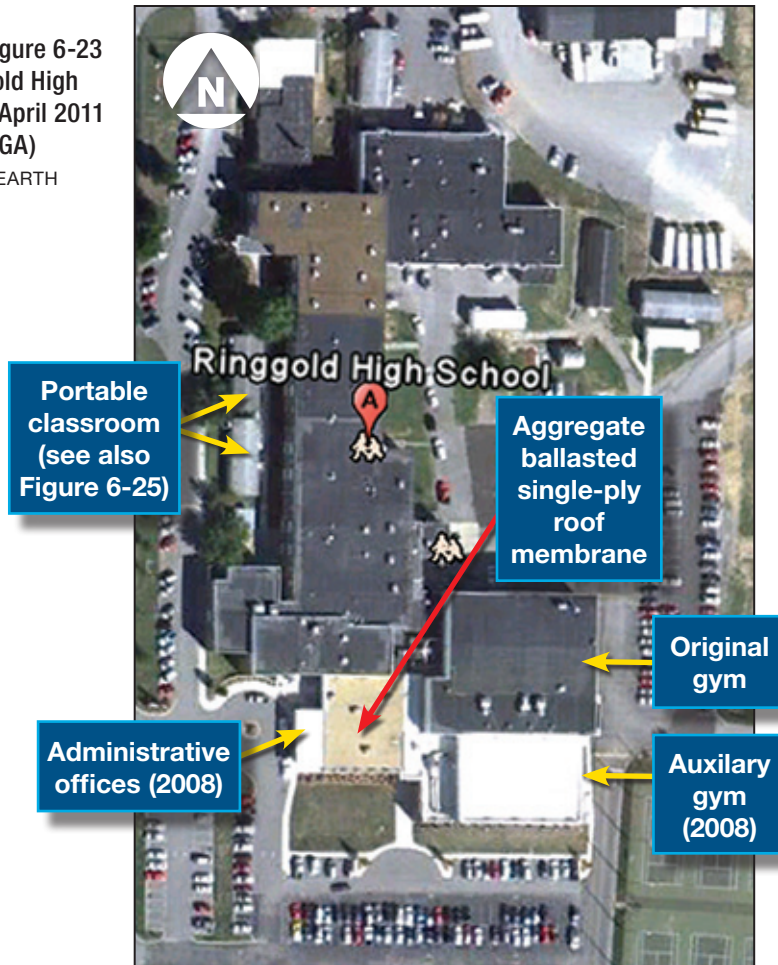 gure 6-23
old High
April 2011
GA)
EARTH
N
Ringgold High School
A
Portable
classroom
(see also
Figure 6-25)
Aggregate
ballasted
single-ply
roof
membrane
Original
gym
Administrative
offices (2008)
Auxilary
gym
(2008)